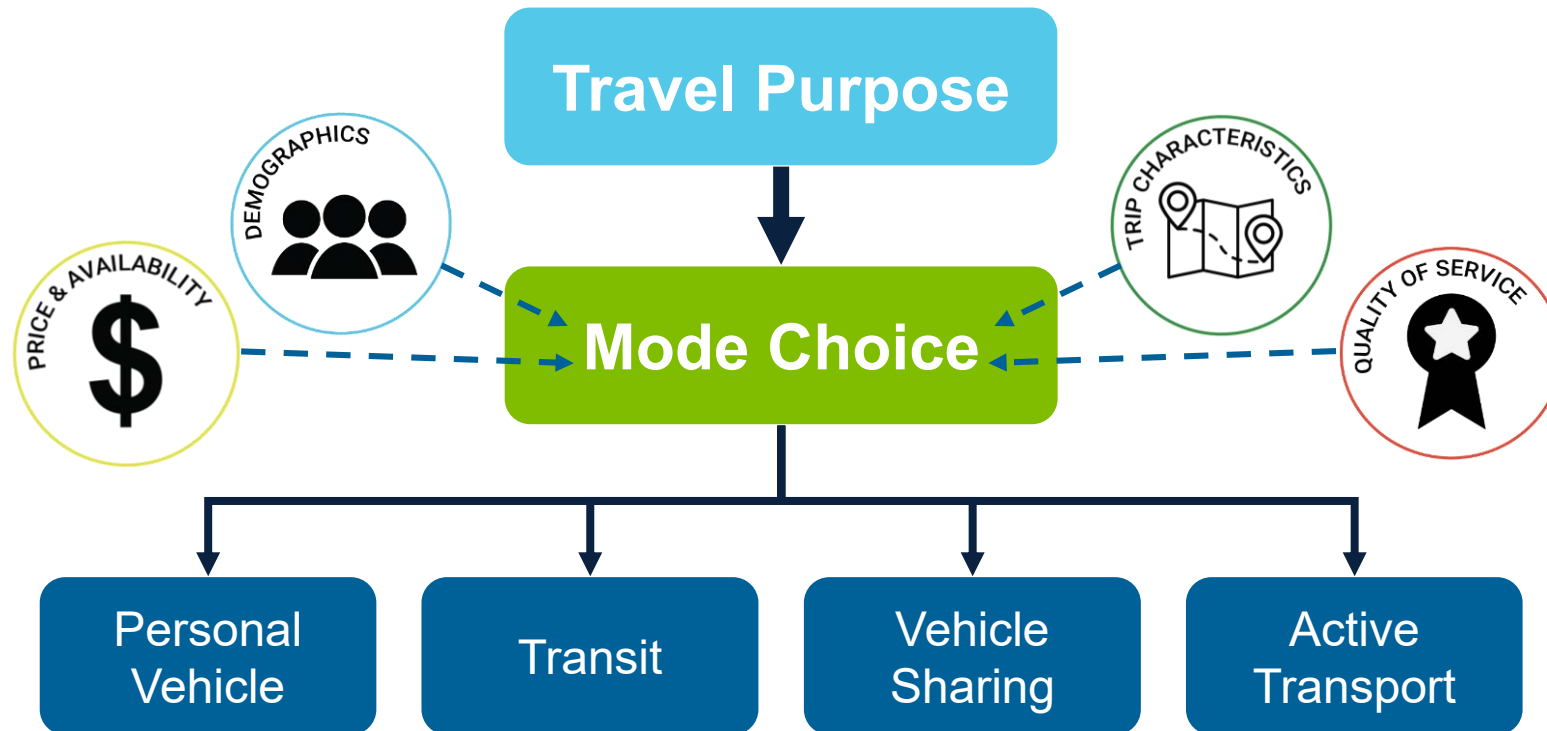 Travel Purpose
DEMOGRAPHICS
TRIP CHARACTERISTICS
PRICE & AVAILABILITY
$
QUALITY OF SERVICE
Mode Choice
Personal
Vehicle
Transit
Vehicle
Sharing
Active
Transport